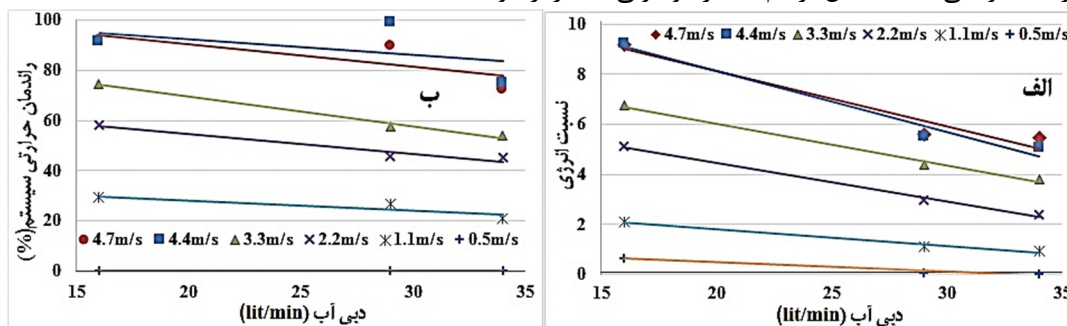 الف
نسبت انرژی
10
8
6
4
2
0
4.7m/s 4.4m/s 3.3m/s 2.2m/s 1.1m/s 0.5m/s
15 20 25 30 35
دبی آب (lit/min)
ب
راندمان حرارتی سیستم(%)
100
80
60
40
20
0
4.7m/s 4.4m/s 3.3m/s 2.2m/s 1.1m/s 0.5m/s
15 20 25 30 35
دبی آب (lit/min)